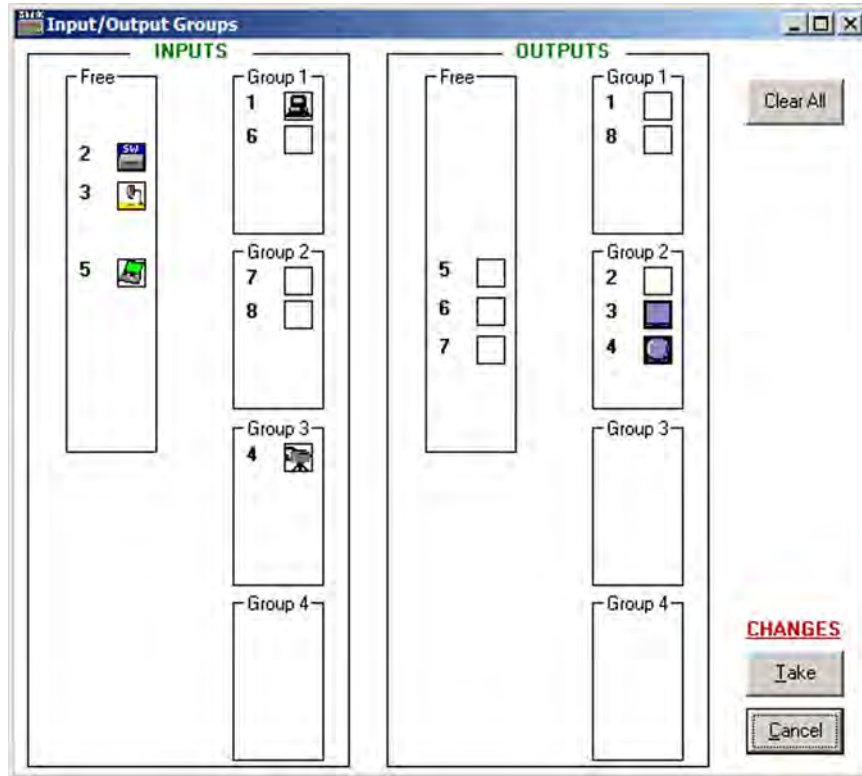 Input/Output Groups
INPUTS
Free
2 SW
3
5
Group 1
1
6
Group 2
7
8
Group 3
4
Group 4
OUTPUTS
Free
5
6
7
Group 1
1
8
Group 2
2
3
4
Group 3
Group 4
Clear All
CHANGES
Take
Cancel